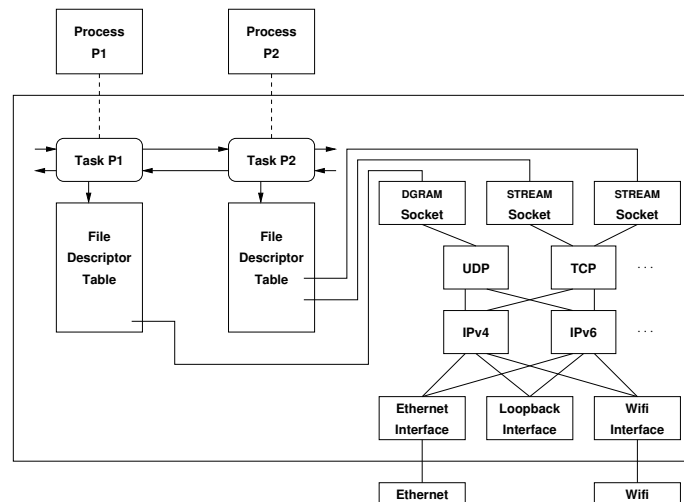 Process
P1
Process
P2
Task P1
Task P2
File
Descriptor
Table
File
Descriptor
Table
DGRAM
Socket
STREAM
Socket
STREAM
Socket
UDP
TCP
. . .
IPv4
IPv6
. . .
Ethernet
Interface
Loopback
Interface
Wifi
Interface
Ethernet
Wifi